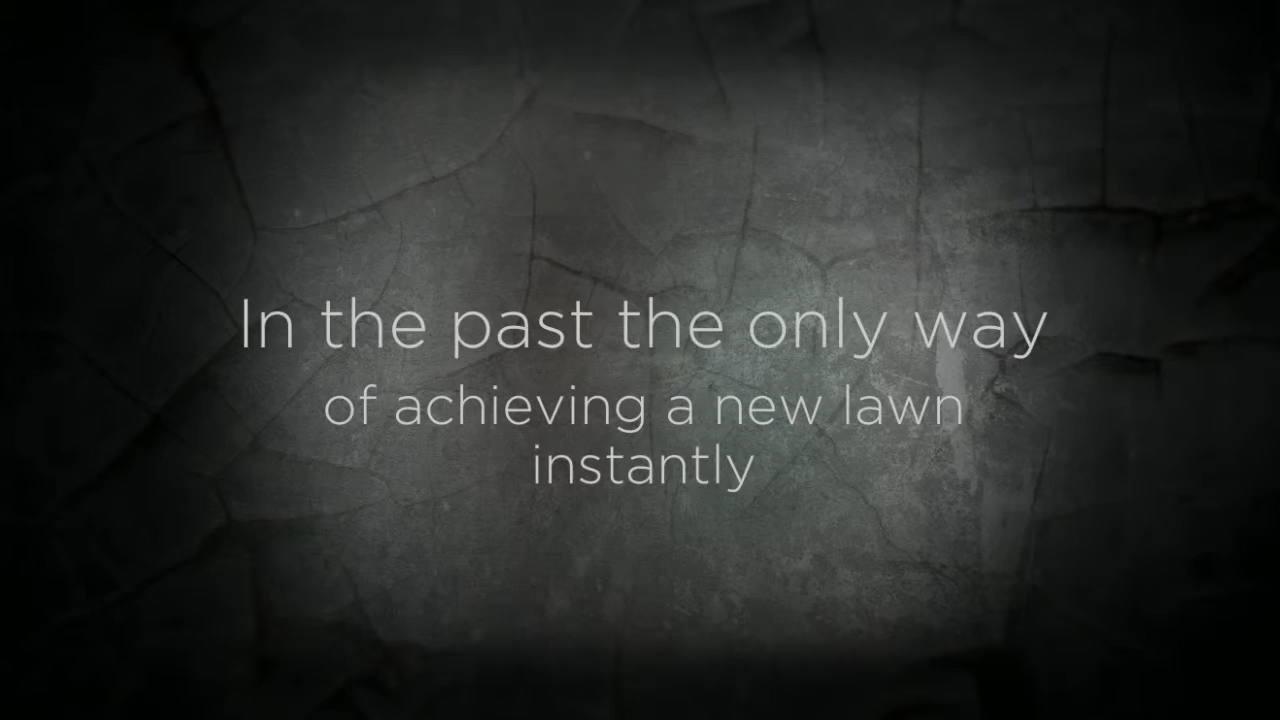 In the past the only way
of achieving a new lawn
instantly